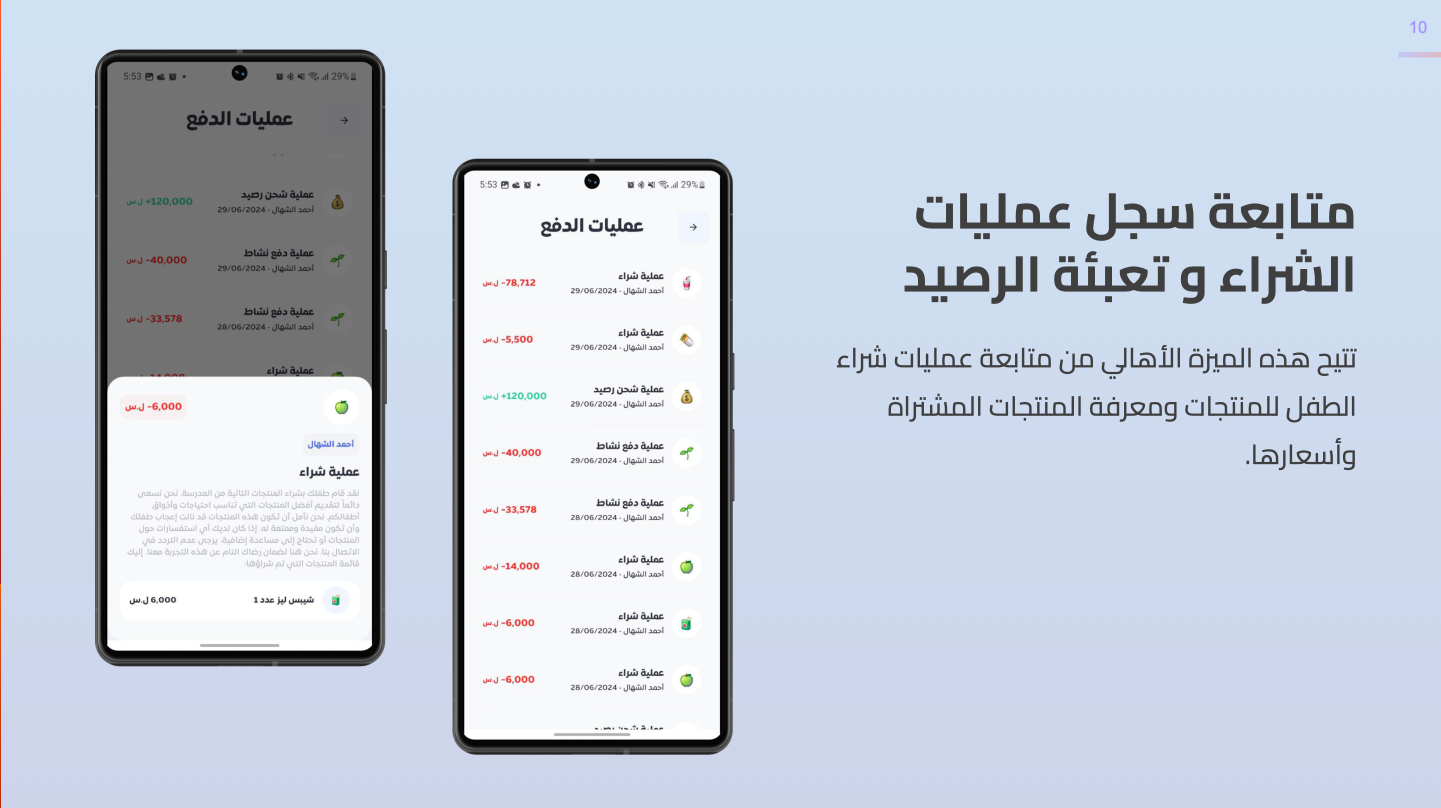 10
متابعة سجل عمليات
الشراء و تعبئة الرصيد
تتيح هذه الميزة الأهالي من متابعة عمليات شراء
الطفل للمنتجات ومعرفة المنتجات المشتراة
وأسعارها.
5:53
29%
عمليات الدفع
عملية شراء
أحمد الشهال - 29/06/2024
-78,712 ل.س
عملية شراء
أحمد الشهال - 29/06/2024
-5,500 ل.س
عملية شحن رصيد
أحمد الشهال - 29/06/2024
+120,000 ل.س
عملية دفع نشاط
أحمد الشهال - 29/06/2024
-40,000 ل.س
عملية دفع نشاط
أحمد الشهال - 28/06/2024
-33,578 ل.س
عملية شراء
أحمد الشهال - 28/06/2024
-14,000 ل.س
عملية شراء
أحمد الشهال - 28/06/2024
-6,000 ل.س
عملية شراء
أحمد الشهال - 28/06/2024
-6,000 ل.س
عملية شحن رصيد
5:53
29%
عمليات الدفع
عملية شحن رصيد
أحمد الشهال - 29/06/2024
+120,000 ل.س
عملية دفع نشاط
أحمد الشهال - 29/06/2024
-40,000 ل.س
عملية دفع نشاط
أحمد الشهال - 28/06/2024
-33,578 ل.س
عملية شراء
-14,000 ل.س
-6,000 ل.س
أحمد الشهال
عملية شراء
لقد قام طفلك بشراء المنتجات التالية من المدرسة. نحن نسعى
دائماً لتقديم أفضل المنتجات التي تناسب احتياجات وأذواق
أطفالكم. نحن نأمل أن تكون هذه المنتجات قد نالت إعجاب طفلك
وأن تكون مفيدة وممتعة له. إذا كان لديك أي استفسارات حول
المنتجات أو تحتاج إلى مساعدة إضافية، يرجى عدم التردد في
الاتصال بنا. نحن هنا لضمان رضاك التام عن هذه التجربة معنا. إليك
قائمة المنتجات التي تم شراؤها:
شيبس ليز عدد 1
6,000 ل.س